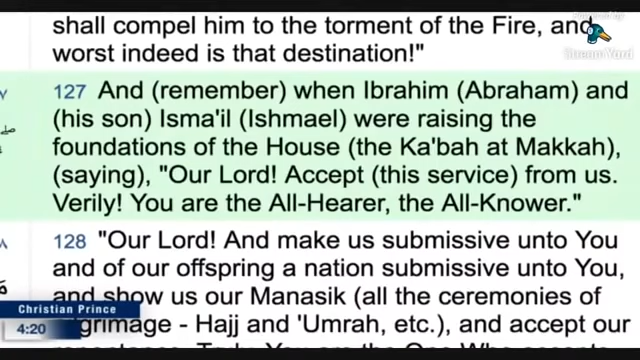 shall compel him to the torment of the Fire, and
worst indeed is that destination!"
127 And (remember) when Ibrahim (Abraham) and
(his son) Isma'il (Ishmael) were raising the
foundations of the House (the Ka'bah at Makkah),
(saying), "Our Lord! Accept (this service) from us.
Verily! You are the All-Hearer, the All-Knower."
128 "Our Lord! And make us submissive unto You
and of our offspring a nation submissive unto You,
and show us our Manasik (all the ceremonies of
Christian Prince
4:20
pilgrimage - Hajj and 'Umrah, etc.), and accept our